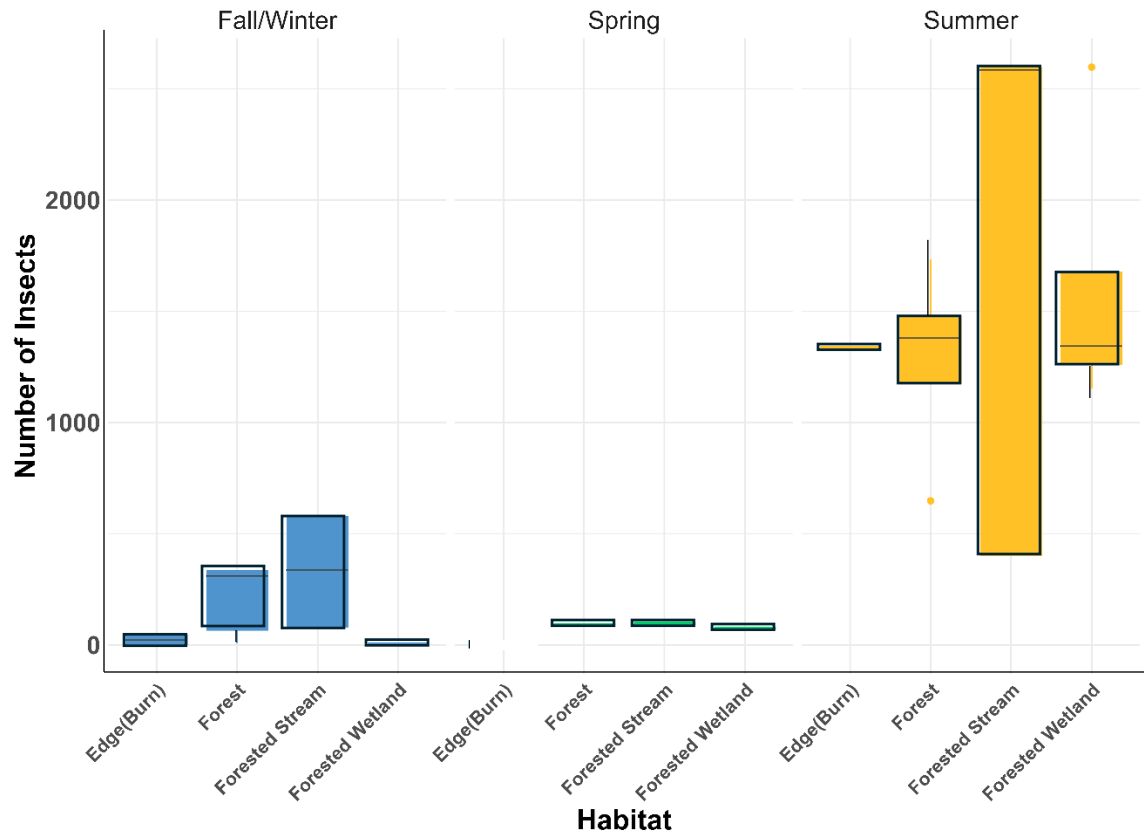 Fall/Winter Spring Summer
Number of Insects
2000
1000
0
Edge(Burn) Forest Forested Stream Forested Wetland Edge(Burn) Forest Forested Stream Forested Wetland Edge(Burn) Forest Forested Stream Forested Wetland
Habitat